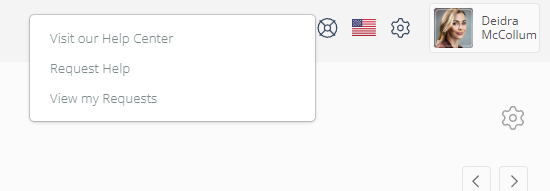 Visit our Help Center
Request Help
View my Requests
Deidra
McCollum